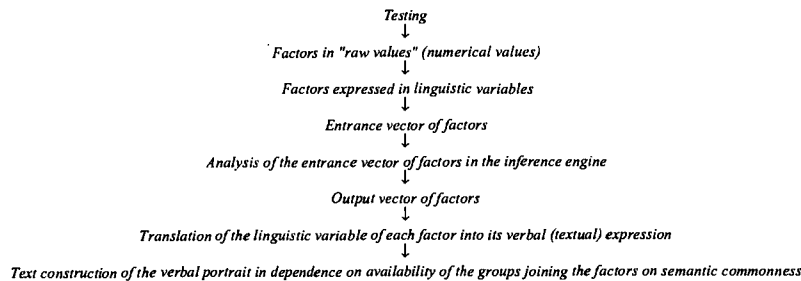 Testing
↓
Factors in "raw values" (numerical values)
↓
Factors expressed in linguistic variables
↓
Entrance vector of factors
↓
Analysis of the entrance vector of factors in the inference engine
↓
Output vector of factors
↓
Translation of the linguistic variable of each factor into its verbal (textual) expression
↓
Text construction of the verbal portrait in dependence on availability of the groups joining the factors on semantic commonness